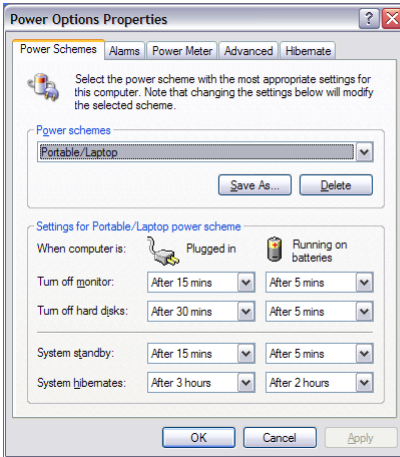 Power Options Properties
Power Schemes Alarms Power Meter Advanced Hibernate
Select the power scheme with the most appropriate settings for
this computer. Note that changing the settings below will modify
the selected scheme.
Power schemes
Portable/Laptop
Save As... Delete
Settings for Portable/Laptop power scheme
When computer is: Plugged in Running on
batteries
Turn off monitor: After 15 mins After 5 mins
Turn off hard disks: After 30 mins After 5 mins
System standby: After 15 mins After 5 mins
System hibernates: After 3 hours After 2 hours
OK Cancel Apply